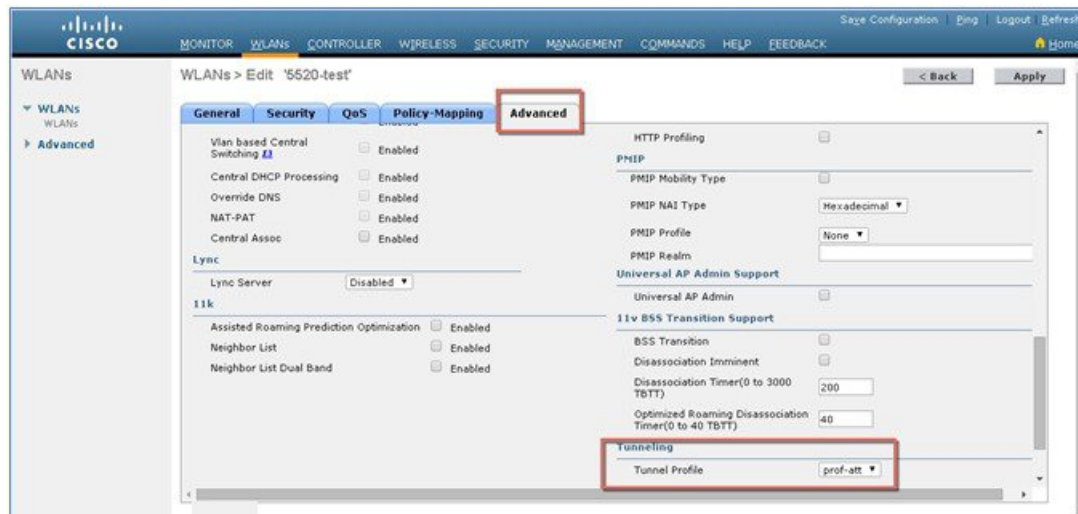 Save Configuration Ping Logout Refresh
CISCO
MONITOR WLANs CONTROLLER WIRELESS SECURITY MANAGEMENT COMMANDS HELP FEEDBACK
Home
WLANs
WLANs > Edit '5520-test'
< Back
Apply
WLANs
WLANs
Advanced
General Security QoS Policy-Mapping Advanced
Vlan based Central Switching
Enabled
Central DHCP Processing Enabled
Override DNS Enabled
NAT-PAT Enabled
Central Assoc Enabled
Lync
Lync Server Disabled
11k
Assisted Roaming Prediction Optimization Enabled
Neighbor List Enabled
Neighbor List Dual Band Enabled
HTTP Profiling
PMIP
PMIP Mobility Type
PMIP NAI Type Hexadecimal
PMIP Profile None
PMIP Realm
Universal AP Admin Support
Universal AP Admin
11v BSS Transition Support
BSS Transition
Disassociation Imminent
Disassociation Timer(0 to 3000 TBTT) 200
Optimized Roaming Disassociation Timer(0 to 40 TBTT) 40
Tunneling
Tunnel Profile prof-att